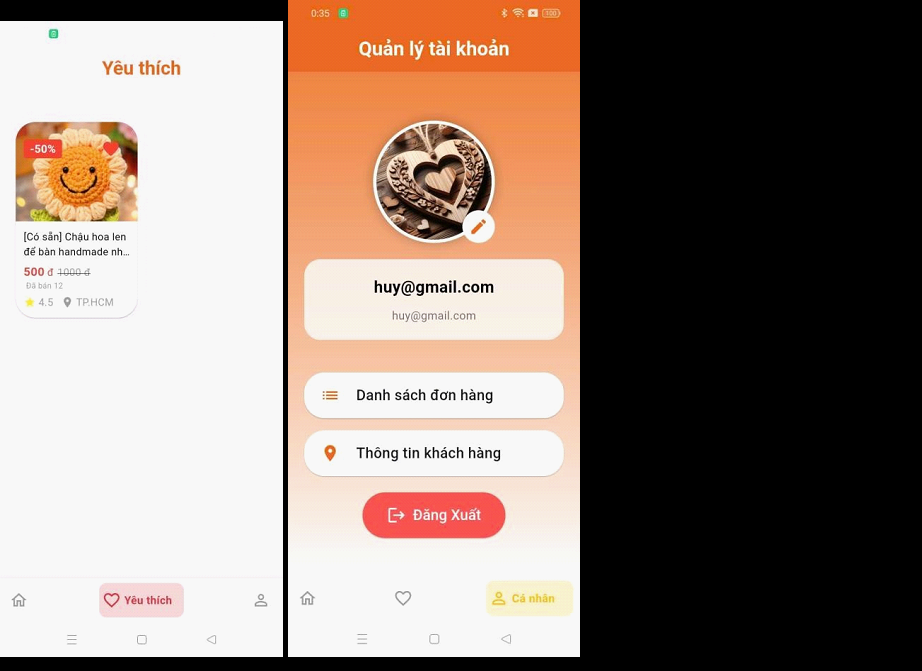 Yêu thích
-50%
[Có sẵn] Chậu hoa len
để bàn handmade nh...
500 đ 1000 đ
Đã bán 12
4.5 TP.HCM
Yêu thích
0:35
100
Quản lý tài khoản
huy@gmail.com
huy@gmail.com
Danh sách đơn hàng
Thông tin khách hàng
Đăng Xuất
Cá nhân